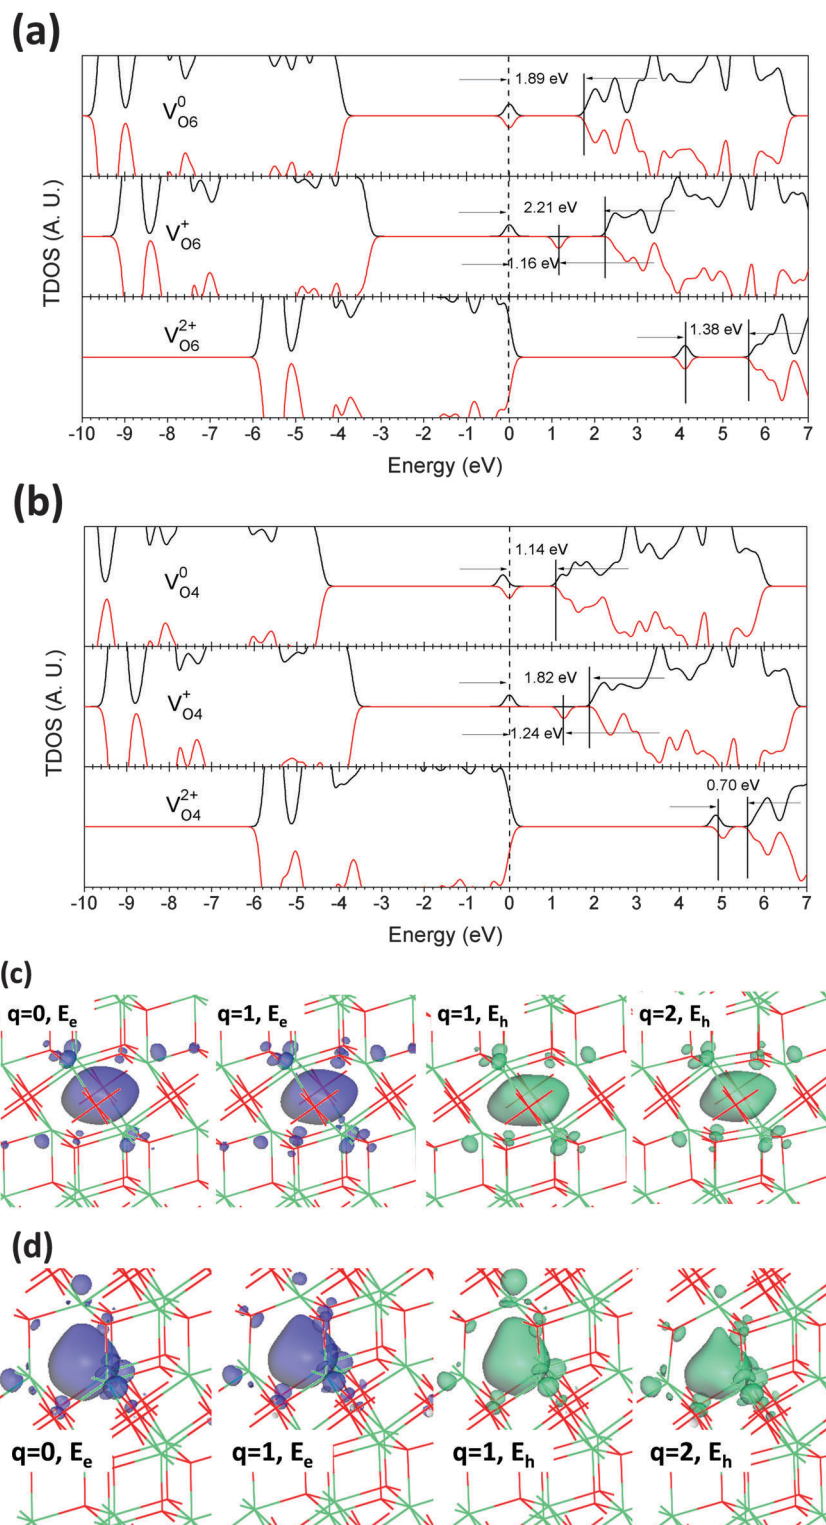 (a)
TDOS (A. U.)
V⁰O6
1.89 eV
V⁺O6
2.21 eV
1.16 eV
V²⁺O6
1.38 eV
-10 -9 -8 -7 -6 -5 -4 -3 -2 -1 0 1 2 3 4 5 6 7
Energy (eV)
(b)
TDOS (A. U.)
V⁰O4
1.14 eV
V⁺O4
1.82 eV
1.24 eV
V²⁺O4
0.70 eV
-10 -9 -8 -7 -6 -5 -4 -3 -2 -1 0 1 2 3 4 5 6 7
Energy (eV)
(c)
q=0, Eₑ q=1, Eₑ q=1, Eₕ q=2, Eₕ
(d)
q=0, Eₑ q=1, Eₑ q=1, Eₕ q=2, Eₕ